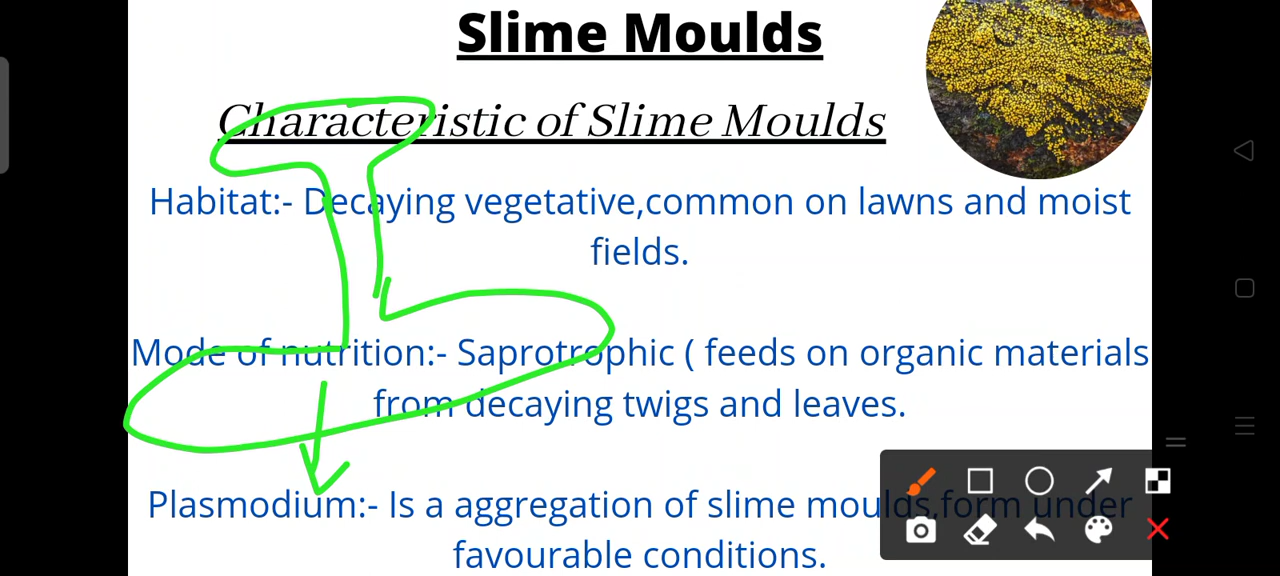 Slime Moulds
Characteristic of Slime Moulds
Habitat:- Decaying vegetative,common on lawns and moist
fields.
Mode of nutrition:- Saprotrophic ( feeds on organic materials
from decaying twigs and leaves.
Plasmodium:- Is a aggregation of slime moulds,form under
favourable conditions.